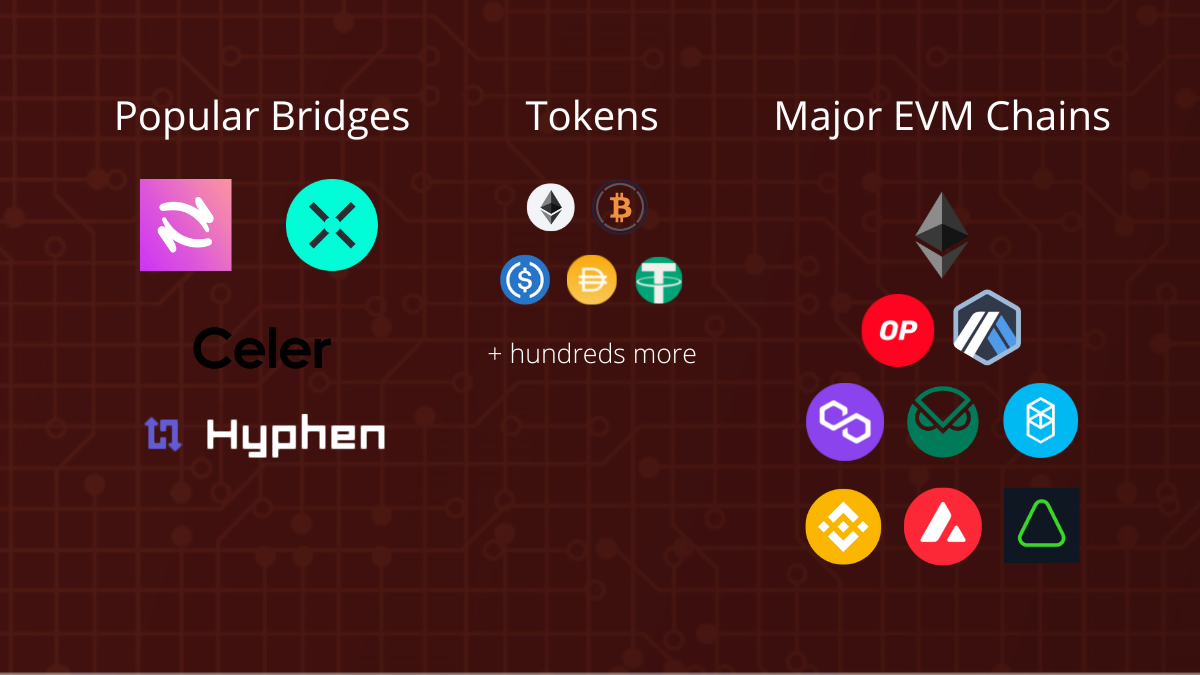 Popular Bridges
Tokens
Major EVM Chains
Celer
Hyphen
+ hundreds more
OP